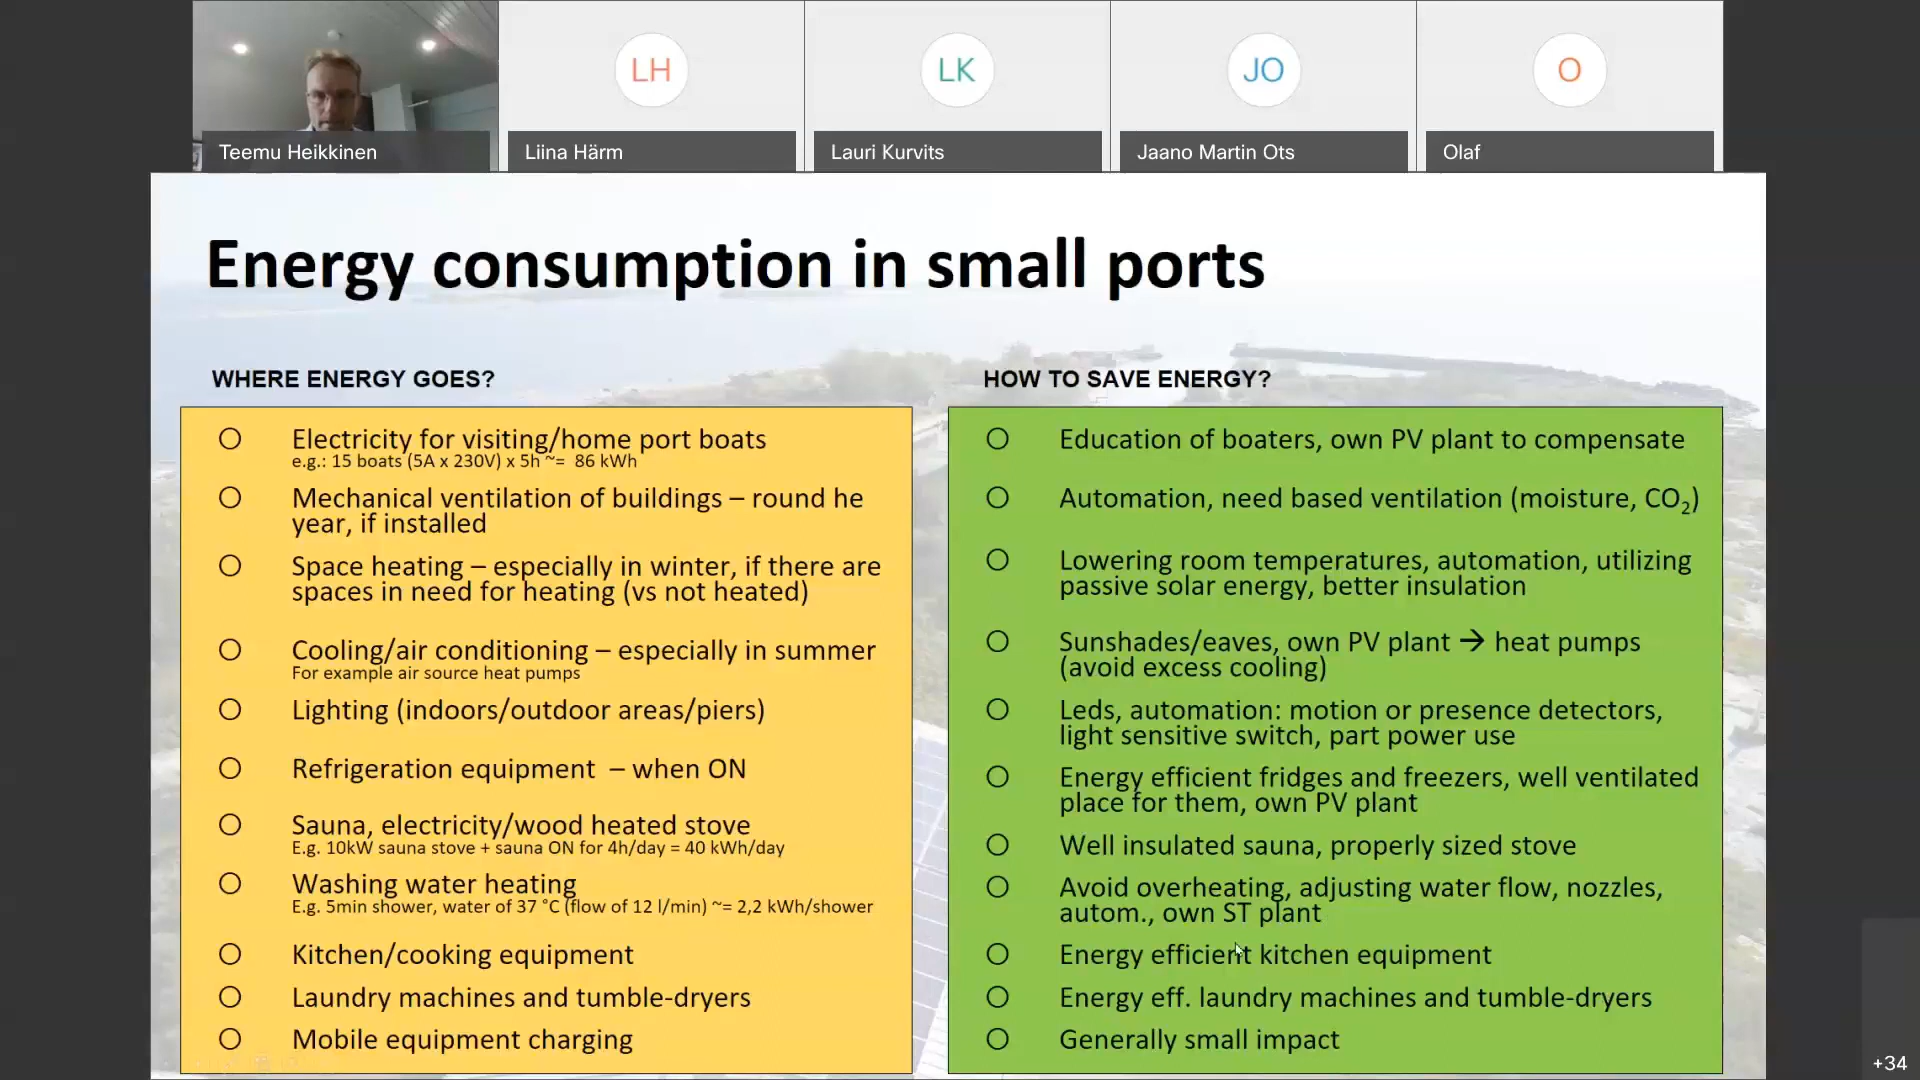 LH
LK
JO
O
Teemu Heikkinen
Liina Härm
Lauri Kurvits
Jaano Martin Ots
Olaf
Energy consumption in small ports
WHERE ENERGY GOES?
Electricity for visiting/home port boats
e.g.: 15 boats (5A x 230V) x 5h ~= 86 kWh
Mechanical ventilation of buildings – round he
year, if installed
Space heating – especially in winter, if there are
spaces in need for heating (vs not heated)
Cooling/air conditioning – especially in summer
For example air source heat pumps
Lighting (indoors/outdoor areas/piers)
Refrigeration equipment – when ON
Sauna, electricity/wood heated stove
E.g. 10kW sauna stove + sauna ON for 4h/day = 40 kWh/day
Washing water heating
E.g. 5min shower, water of 37 °C (flow of 12 l/min) ~= 2,2 kWh/shower
Kitchen/cooking equipment
Laundry machines and tumble-dryers
Mobile equipment charging
HOW TO SAVE ENERGY?
Education of boaters, own PV plant to compensate
Automation, need based ventilation (moisture, CO₂)
Lowering room temperatures, automation, utilizing
passive solar energy, better insulation
Sunshades/eaves, own PV plant → heat pumps
(avoid excess cooling)
Leds, automation: motion or presence detectors,
light sensitive switch, part power use
Energy efficient fridges and freezers, well ventilated
place for them, own PV plant
Well insulated sauna, properly sized stove
Avoid overheating, adjusting water flow, nozzles,
autom., own ST plant
Energy efficient kitchen equipment
Energy eff. laundry machines and tumble-dryers
Generally small impact
+34